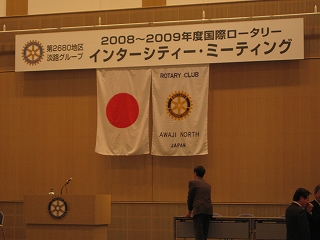 第2680地区
淡路グループ
2008～2009年度国際ロータリー
インターシティー・ミーティング
ROTARY CLUB
AWAJI NORTH
JAPAN